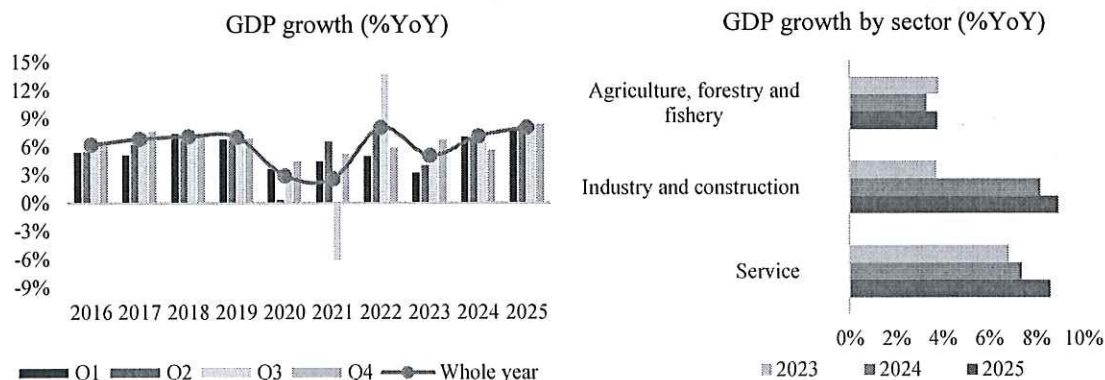 GDP growth (%YoY)
15%
12%
9%
6%
3%
0%
-3%
-6%
-9%
2016 2017 2018 2019 2020 2021 2022 2023 2024 2025
Q1 Q2 Q3 Q4 Whole year
GDP growth by sector (%YoY)
Agriculture, forestry and
fishery
Industry and construction
Service
0% 2% 4% 6% 8% 10%
2023 2024 2025